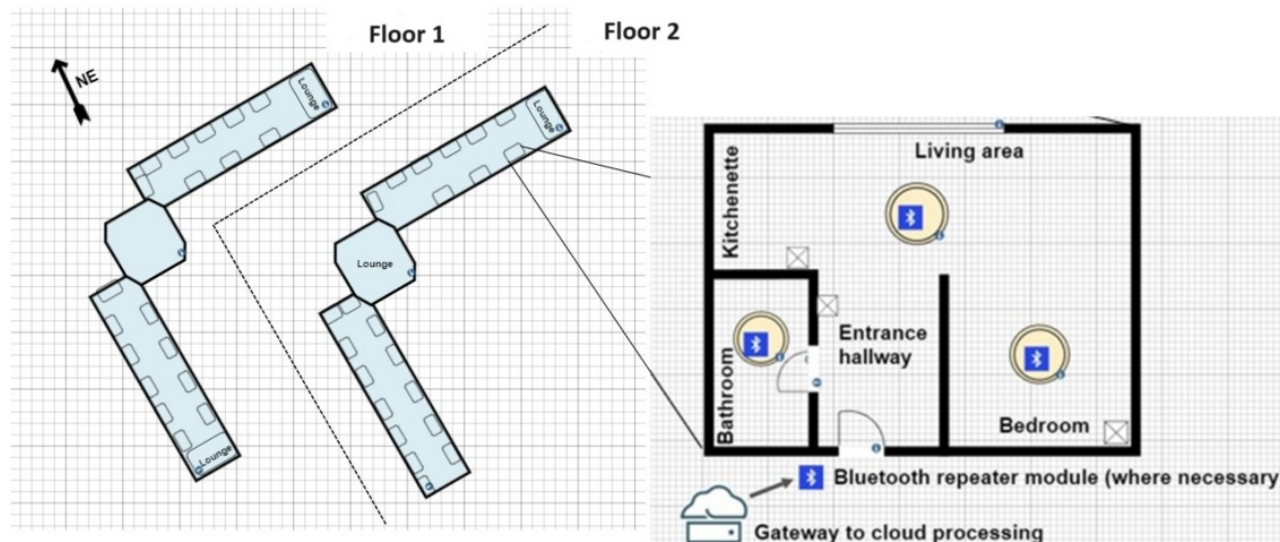 Floor 1
Floor 2
NE
Lounge
Lounge
Lounge
Lounge
Living area
Kitchenette
Entrance
hallway
Bathroom
Bedroom
Bluetooth repeater module (where necessary
Gateway to cloud processing